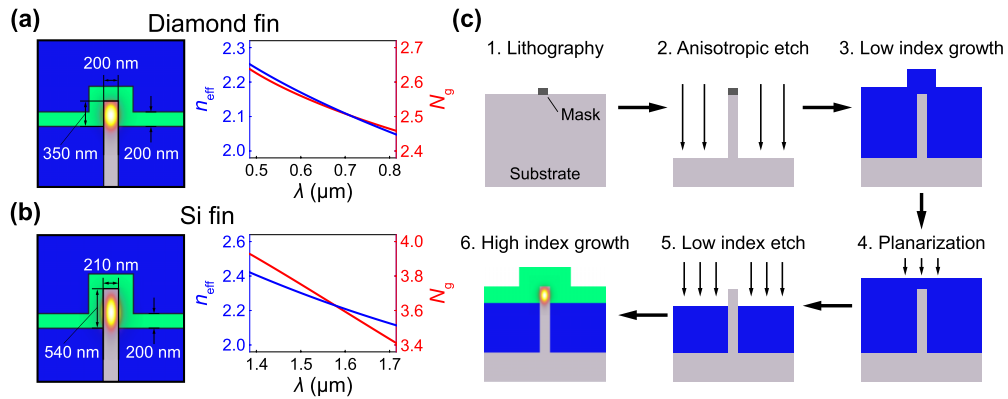 (a)
Diamond fin
200 nm
350 nm
200 nm
2.3
2.2
2.1
2.0
n_eff
0.5
0.6
0.7
0.8
λ (µm)
2.7
2.6
2.5
2.4
2.3
N_g
(b)
Si fin
210 nm
540 nm
200 nm
2.6
2.4
2.2
2.0
n_eff
1.4
1.5
1.6
1.7
λ (µm)
4.0
3.8
3.6
3.4
N_g
(c)
1. Lithography
Mask
Substrate
2. Anisotropic etch
3. Low index growth
4. Planarization
5. Low index etch
6. High index growth